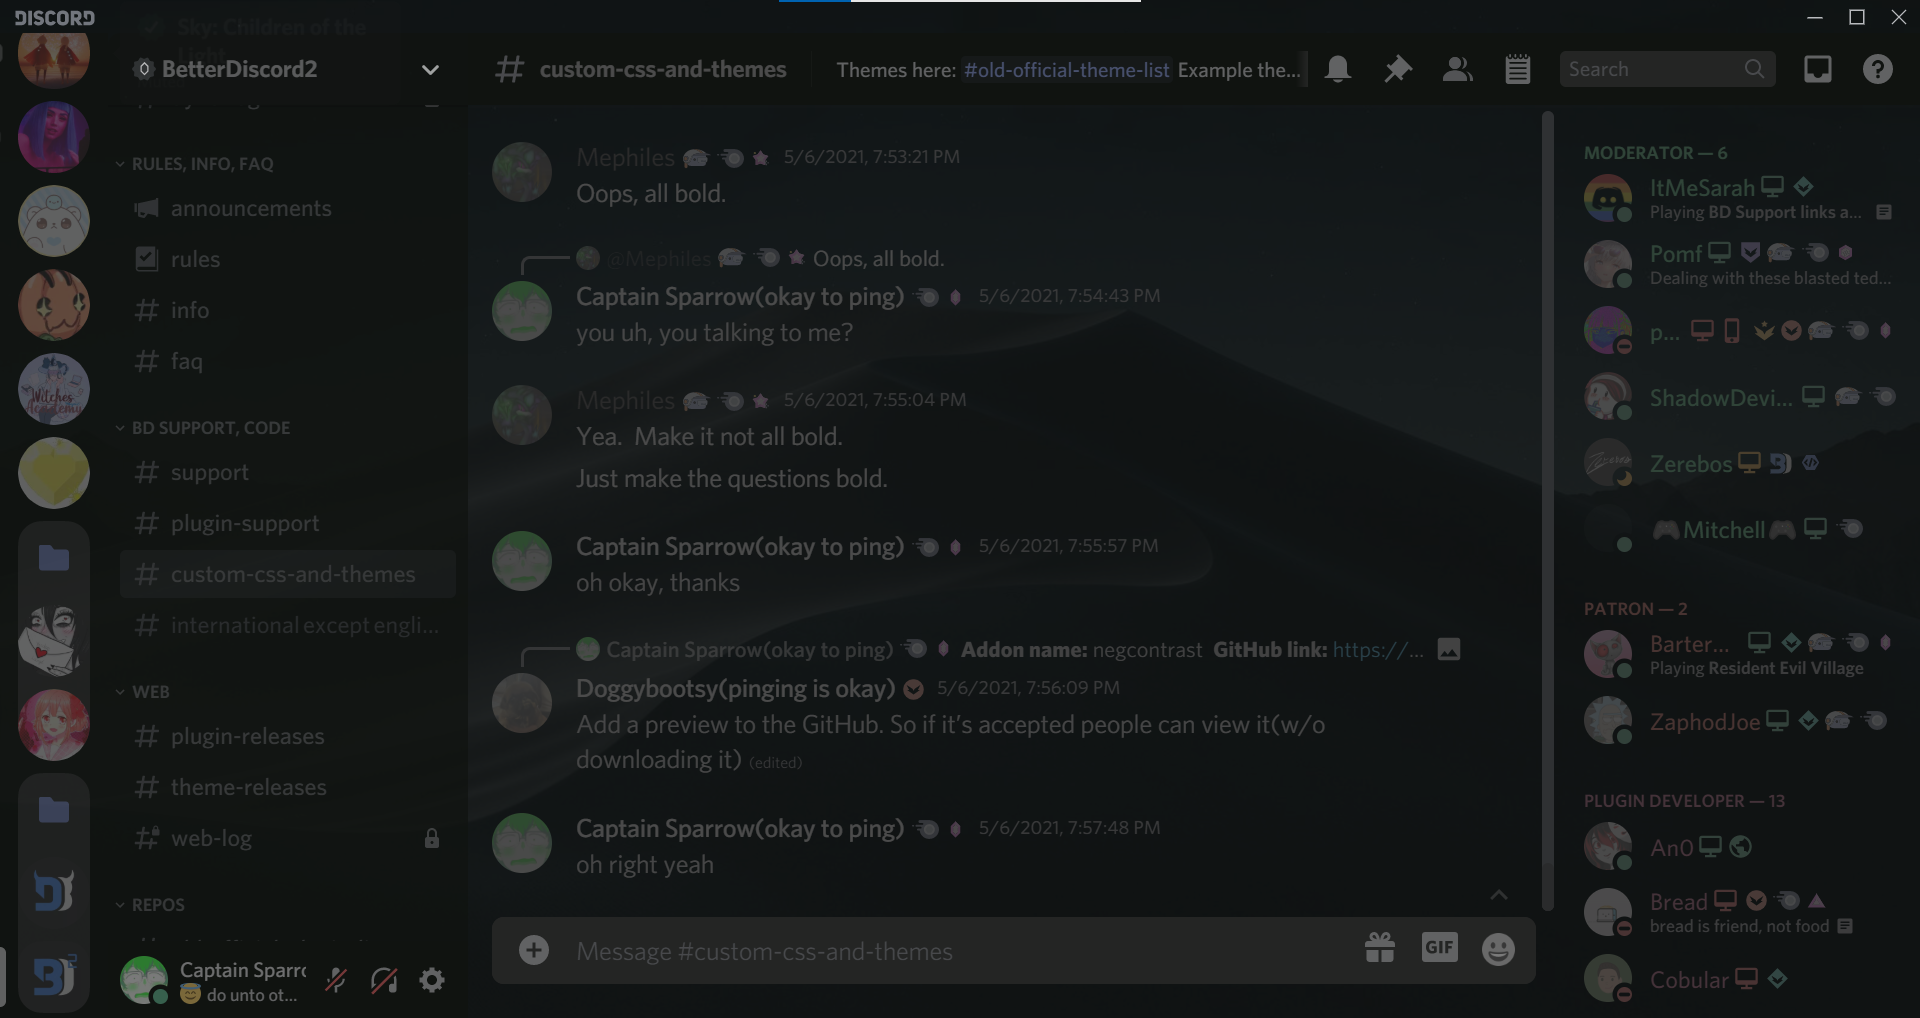 DISCORD
Sky: Children of the
Light
BetterDiscord2
custom-css-and-themes
Themes here: #old-official-theme-list Example the...
Search
RULES, INFO, FAQ
announcements
rules
info
faq
BD SUPPORT, CODE
support
plugin-support
custom-css-and-themes
international except engli...
WEB
plugin-releases
theme-releases
web-log
REPOS
Witches
Academy
Captain Sparro
do unto ot...
Mephiles 5/6/2021, 7:53:21 PM
Oops, all bold.
@Mephiles Oops, all bold.
Captain Sparrow(okay to ping) 5/6/2021, 7:54:43 PM
you uh, you talking to me?
Mephiles 5/6/2021, 7:55:04 PM
Yea. Make it not all bold.
Just make the questions bold.
Captain Sparrow(okay to ping) 5/6/2021, 7:55:57 PM
oh okay, thanks
Captain Sparrow(okay to ping) Addon name: negcontrast GitHub link: https://...
Doggybootsy(pinging is okay) 5/6/2021, 7:56:09 PM
Add a preview to the GitHub. So if it's accepted people can view it(w/o
downloading it) (edited)
Captain Sparrow(okay to ping) 5/6/2021, 7:57:48 PM
oh right yeah
Message #custom-css-and-themes
GIF
MODERATOR — 6
ItMeSarah
Playing BD Support links a...
Pomf
Dealing with these blasted ted...
p...
ShadowDevi...
Zerebos
Mitchell
PATRON — 2
Barter...
Playing Resident Evil Village
ZaphodJoe
PLUGIN DEVELOPER — 13
An0
Bread
bread is friend, not food
Cobular